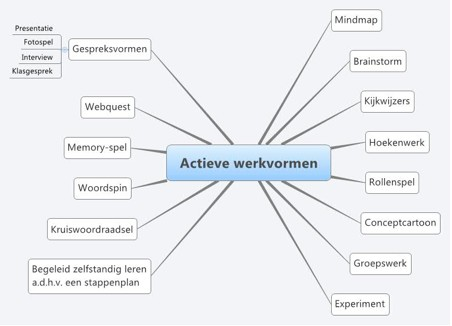 Presentatie
Fotospel
Interview
Klasgesprek
Gespreksvormen
Webquest
Memory-spel
Woordspin
Kruiswoordraadsel
Begeleid zelfstandig leren
a.d.h.v. een stappenplan
Actieve werkvormen
Mindmap
Brainstorm
Kijkwijzers
Hoekenwerk
Rollenspel
Conceptcartoon
Groepswerk
Experiment